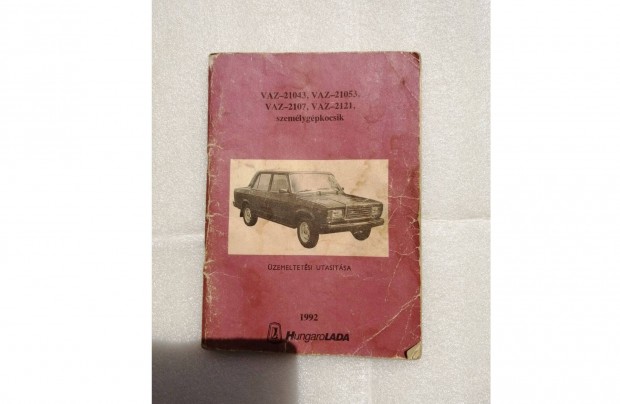 VAZ–21043, VAZ–21053,
VAZ–2107, VAZ–2121.
személygépkocsik
ÜZEMELTETÉSI UTASÍTÁSA
1992
HungaroLADA